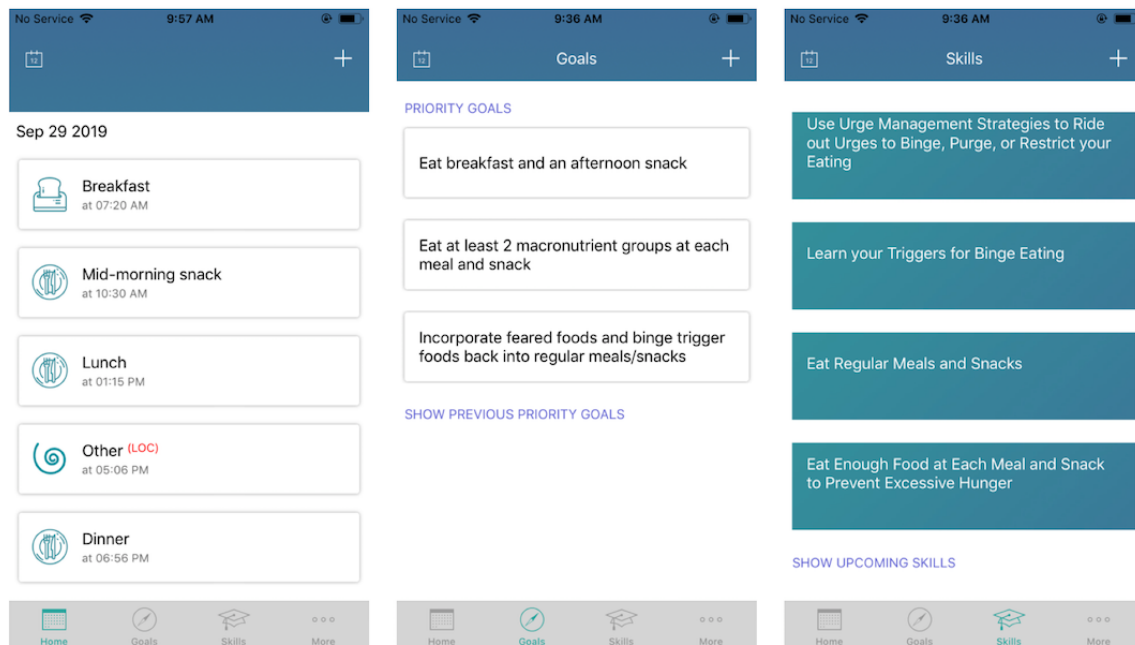 No Service 9:57 AM
12
Sep 29 2019
Breakfast
at 07:20 AM
Mid-morning snack
at 10:30 AM
Lunch
at 01:15 PM
Other (LOC)
at 05:06 PM
Dinner
at 06:56 PM
Home Goals Skills More
No Service 9:36 AM
12
Goals
PRIORITY GOALS
Eat breakfast and an afternoon snack
Eat at least 2 macronutrient groups at each
meal and snack
Incorporate feared foods and binge trigger
foods back into regular meals/snacks
SHOW PREVIOUS PRIORITY GOALS
Home Goals Skills More
No Service 9:36 AM
12
Skills
Use Urge Management Strategies to Ride
out Urges to Binge, Purge, or Restrict your
Eating
Learn your Triggers for Binge Eating
Eat Regular Meals and Snacks
Eat Enough Food at Each Meal and Snack
to Prevent Excessive Hunger
SHOW UPCOMING SKILLS
Home Goals Skills More